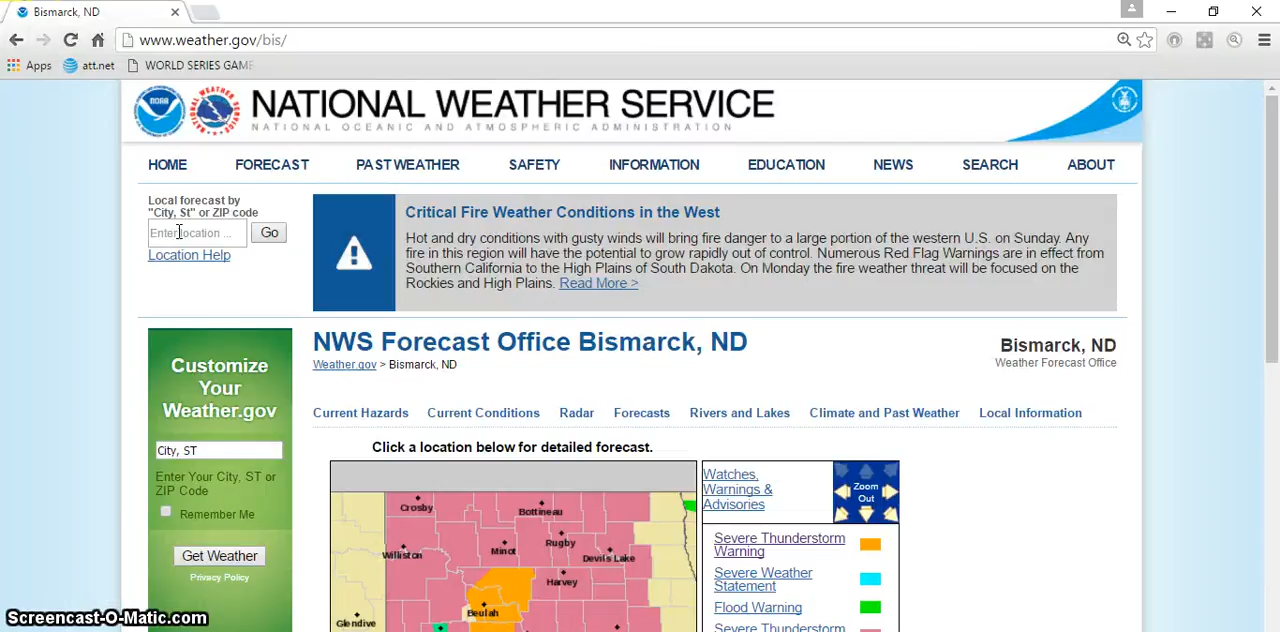 Bismarck, ND
www.weather.gov/bis/
Apps
att.net
WORLD SERIES GAME
NOAA
NATIONAL WEATHER SERVICE
NATIONAL OCEANIC AND ATMOSPHERIC ADMINISTRATION
HOME
FORECAST
PAST WEATHER
SAFETY
INFORMATION
EDUCATION
NEWS
SEARCH
ABOUT
Local forecast by
"City, St" or ZIP code
Enter location ...
Go
Location Help
Critical Fire Weather Conditions in the West
Hot and dry conditions with gusty winds will bring fire danger to a large portion of the western U.S. on Sunday. Any
fire in this region will have the potential to grow rapidly out of control. Numerous Red Flag Warnings are in effect from
Southern California to the High Plains of South Dakota. On Monday the fire weather threat will be focused on the
Rockies and High Plains. Read More >
Customize
Your
Weather.gov
City, ST
Enter Your City, ST or
ZIP Code
Remember Me
Get Weather
Privacy Policy
NWS Forecast Office Bismarck, ND
Weather.gov > Bismarck, ND
Bismarck, ND
Weather Forecast Office
Current Hazards
Current Conditions
Radar
Forecasts
Rivers and Lakes
Climate and Past Weather
Local Information
Click a location below for detailed forecast.
Crosby
Bottineau
Williston
Minot
Rugby
Devils Lake
Harvey
Beulah
Glendive
Watches,
Warnings &
Advisories
Zoom
Out
Severe Thunderstorm
Warning
Severe Weather
Statement
Flood Warning
Severe Thunderstorm
Screencast-O-Matic.com